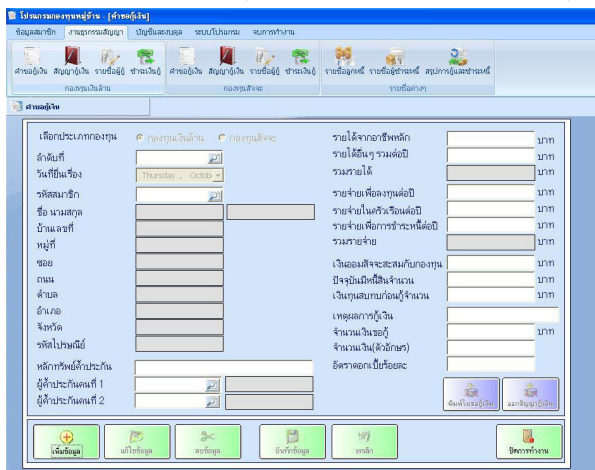 โปรแกรมกองทุนหมู่บ้าน - [คำขอกู้เงิน]
ข้อมูลสมาชิก งานธุรกรรมสัญญา บัญชีและงบดุล ระบบโปรแกรม จบการทำงาน
คำขอกู้เงิน สัญญากู้เงิน รายชื่อผู้กู้ ชำระเงินกู้ คำขอกู้เงิน สัญญากู้เงิน รายชื่อผู้กู้ ชำระเงินกู้ รายชื่อลูกหนี้ รายชื่อผู้ชำระหนี้ สรุปการกู้และชำระหนี้
กองทุนเงินล้าน กองทุนสัจจะ รายชื่อต่างๆ
คำขอกู้เงิน
เลือกประเภทกองทุน กองทุนเงินล้าน กองทุนสัจจะ
ลำดับที่
วันที่ยื่นเรื่อง Thursday , Octob
รหัสสมาชิก
ชื่อ นามสกุล
บ้านเลขที่
หมู่ที่
ซอย
ถนน
ตำบล
อำเภอ
จังหวัด
รหัสไปรษณีย์
หลักทรัพย์ค้ำประกัน
ผู้ค้ำประกันคนที่ 1
ผู้ค้ำประกันคนที่ 2
รายได้จากอาชีพหลัก บาท
รายได้อื่นๆ รวมต่อปี บาท
รวมรายได้ บาท
รายจ่ายเพื่อลงทุนต่อปี บาท
รายจ่ายในครัวเรือนต่อปี บาท
รายจ่ายเพื่อการชำระหนี้ต่อปี บาท
รวมรายจ่าย บาท
เงินออมสัจจะสะสมกับกองทุน บาท
ปัจจุบันมีหนี้สินจำนวน บาท
เงินทุนสบทบก่อนกู้จำนวน บาท
เหตุผลการกู้เงิน
จำนวนเงินขอกู้ บาท
จำนวนเงิน(ตัวอักษร)
อัตราดอกเบี้ยร้อยละ
พิมพ์ใบขอกู้เงิน ออกสัญญากู้เงิน
เพิ่มข้อมูล แก้ไขข้อมูล ลบข้อมูล บันทึกข้อมูล ยกเลิก ปิดการทำงาน